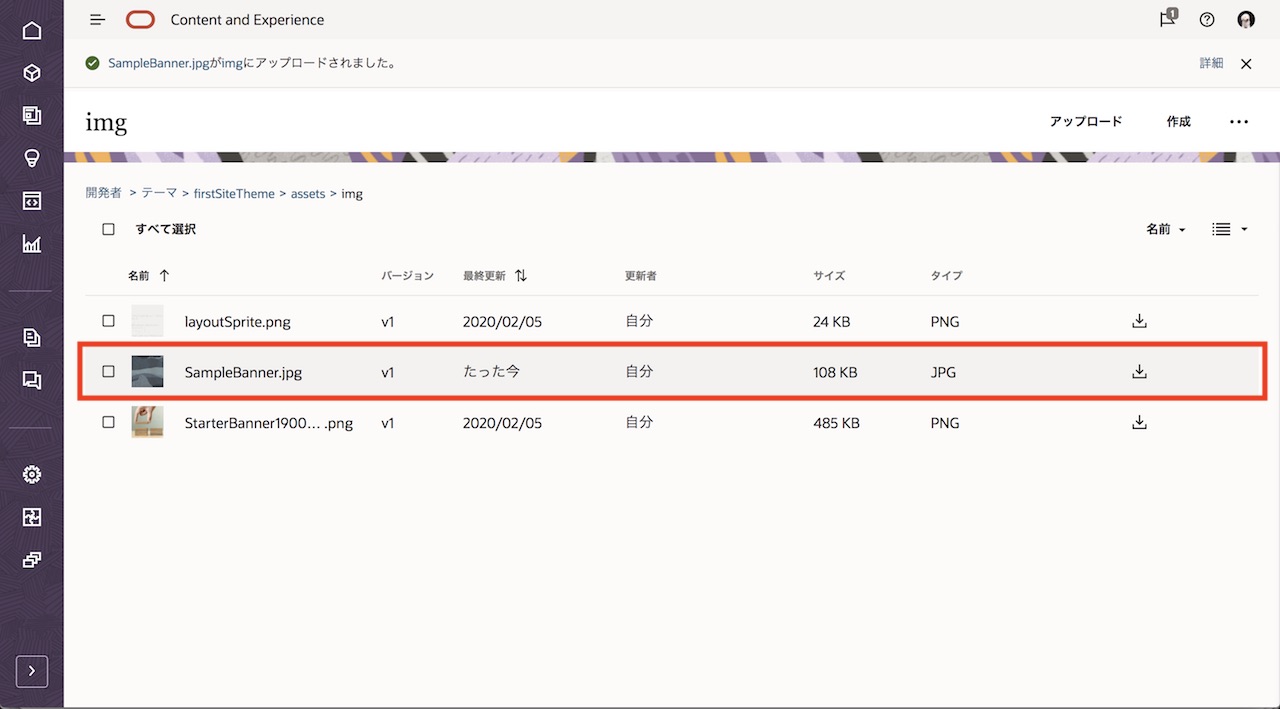 Content and Experience
1
SampleBanner.jpgがimgにアップロードされました。
詳細
img
アップロード
作成
開発者 > テーマ > firstSiteTheme > assets > img
すべて選択
名前
名前 バージョン 最終更新 更新者 サイズ タイプ
layoutSprite.png v1 2020/02/05 自分 24 KB PNG
SampleBanner.jpg v1 たった今 自分 108 KB JPG
StarterBanner1900... .png v1 2020/02/05 自分 485 KB PNG